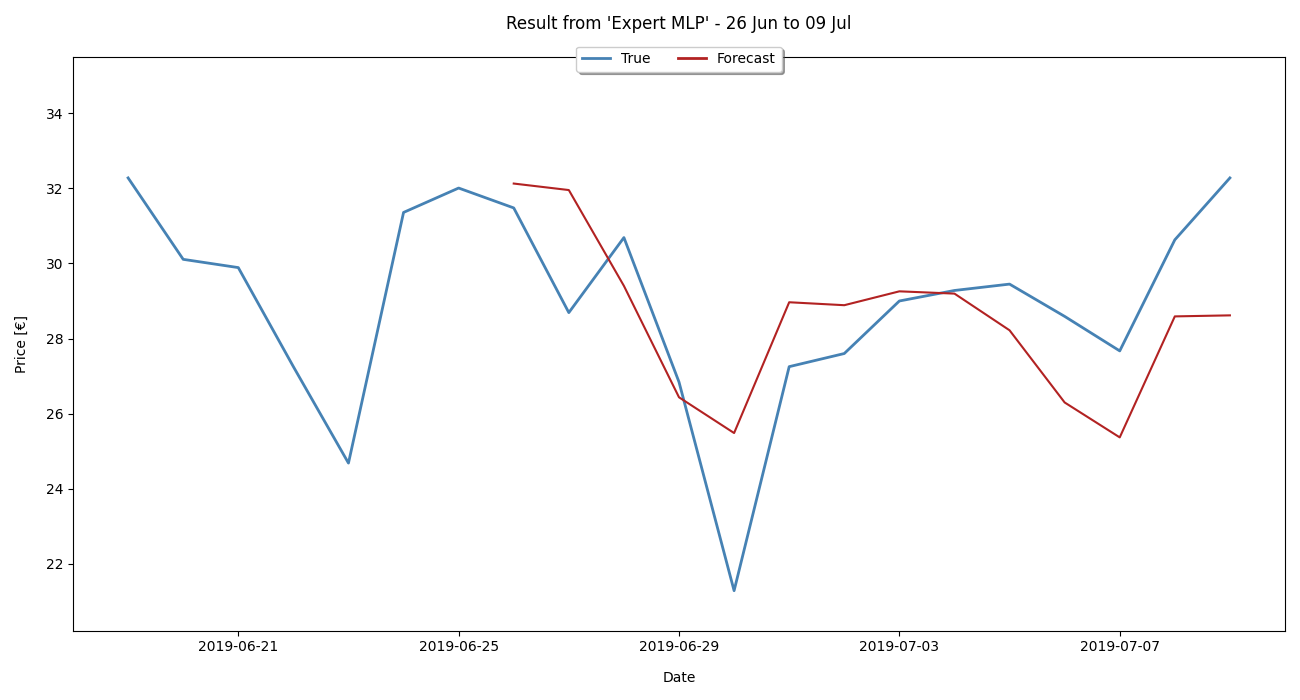 Result from 'Expert MLP' - 26 Jun to 09 Jul
True Forecast
34
32
30
28
26
24
22
Price [€]
2019-06-21 2019-06-25 2019-06-29 2019-07-03 2019-07-07
Date